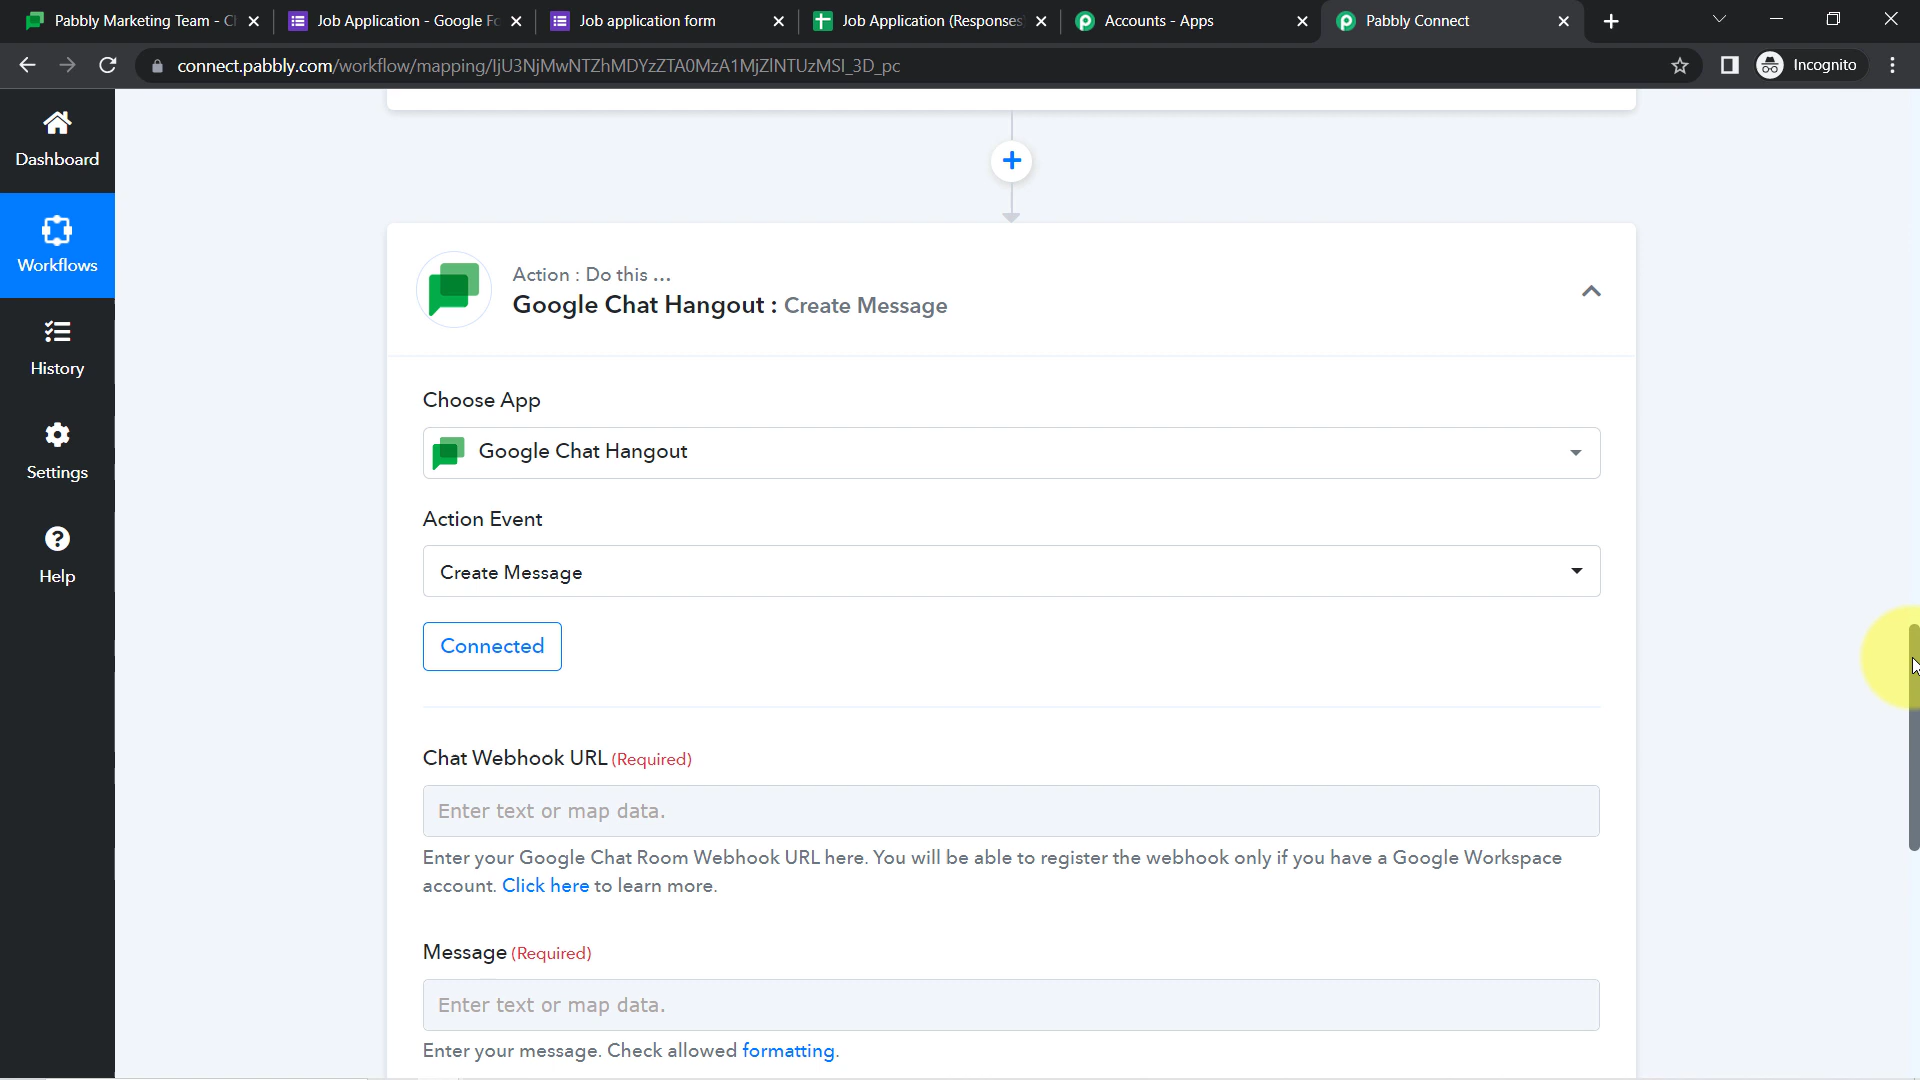 Pabbly Marketing Team - C
Job Application - Google Fo
Job application form
Job Application (Responses
Accounts - Apps
Pabbly Connect
connect.pabbly.com/workflow/mapping/IjU3NjMwNTZhMDYzZTA0MzA1MjZlNTUzMSI_3D_pc
Incognito
Dashboard
Workflows
History
Settings
Help
Action : Do this ...
Google Chat Hangout : Create Message
Choose App
Google Chat Hangout
Action Event
Create Message
Connected
Chat Webhook URL (Required)
Enter text or map data.
Enter your Google Chat Room Webhook URL here. You will be able to register the webhook only if you have a Google Workspace
account. Click here to learn more.
Message (Required)
Enter text or map data.
Enter your message. Check allowed formatting.